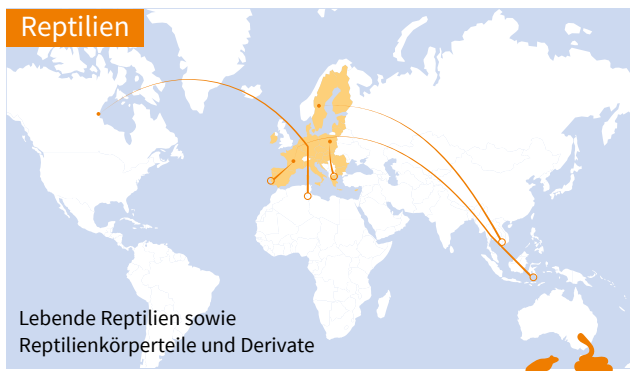 Reptilien
Lebende Reptilien sowie
Reptilienkörperteile und Derivate